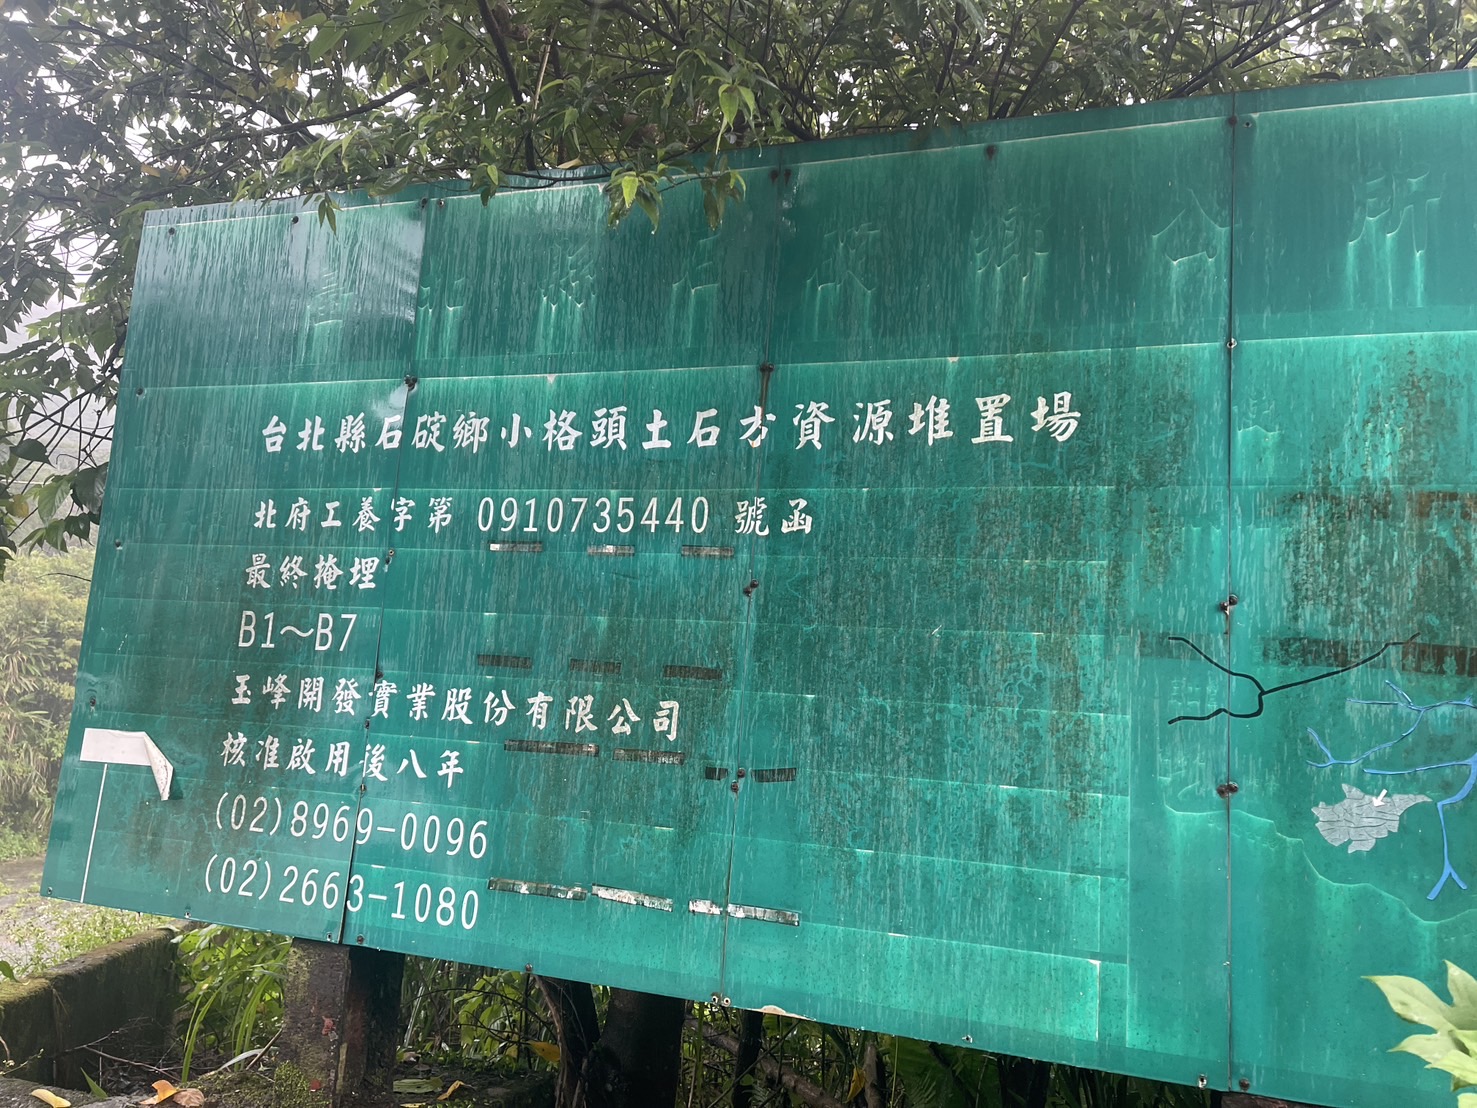 台北縣石碇鄉小格頭土石方資源堆置場
北府工養字第 0910735440 號函
最終掩埋
B1～B7
玉峰開發實業股份有限公司
核准啟用後八年
(02)8969-0096
(02)2663-1080